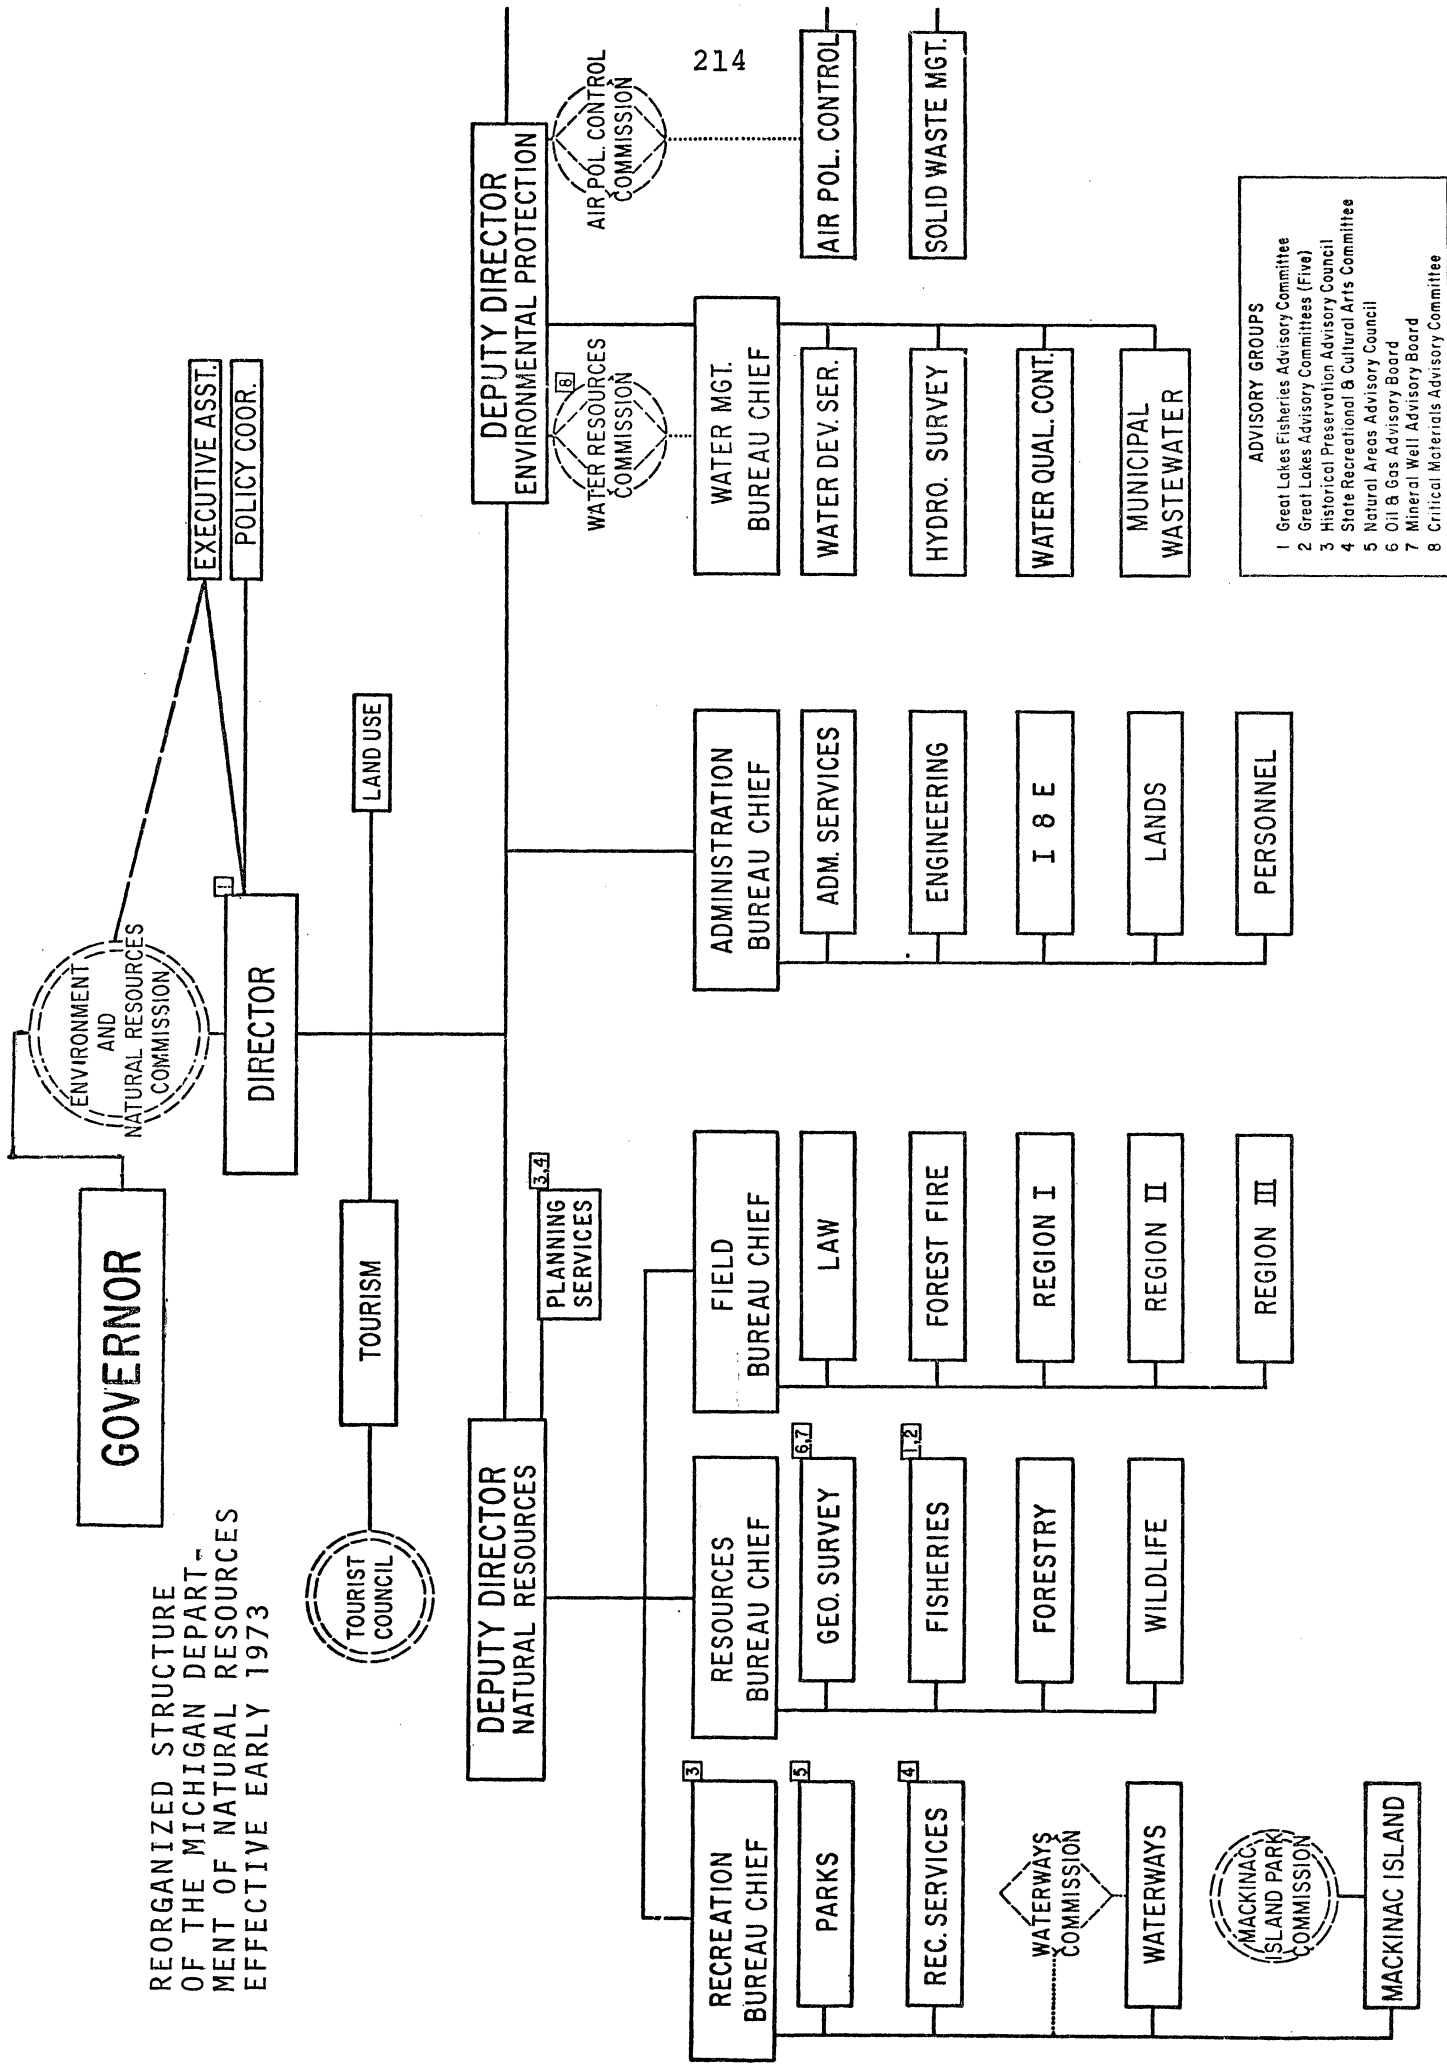 214
REORGANIZED STRUCTURE
OF THE MICHIGAN DEPART-
MENT OF NATURAL RESOURCES
EFFECTIVE EARLY 1973
GOVERNOR
ENVIRONMENT
AND
NATURAL RESOURCES
COMMISSION
1
DIRECTOR
EXECUTIVE ASST.
POLICY COOR.
TOURIST
COUNCIL
TOURISM
LAND USE
DEPUTY DIRECTOR
NATURAL RESOURCES
3,4
PLANNING
SERVICES
DEPUTY DIRECTOR
ENVIRONMENTAL PROTECTION
8
WATER RESOURCES
COMMISSION
AIR POL. CONTROL
COMMISSION
3
RECREATION
BUREAU CHIEF
5
PARKS
4
REC. SERVICES
WATERWAYS
COMMISSION
WATERWAYS
MACKINAC
ISLAND PARK
COMMISSION
MACKINAC ISLAND
RESOURCES
BUREAU CHIEF
6,7
GEO. SURVEY
1,2
FISHERIES
FORESTRY
WILDLIFE
FIELD
BUREAU CHIEF
LAW
FOREST FIRE
REGION I
REGION II
REGION III
ADMINISTRATION
BUREAU CHIEF
ADM. SERVICES
ENGINEERING
I & E
LANDS
PERSONNEL
WATER MGT.
BUREAU CHIEF
WATER DEV. SER.
HYDRO. SURVEY
WATER QUAL. CONT.
MUNICIPAL
WASTEWATER
AIR POL. CONTROL
SOLID WASTE MGT.
ADVISORY GROUPS
1 Great Lakes Fisheries Advisory Committee
2 Great Lakes Advisory Committees (Five)
3 Historical Preservation Advisory Council
4 State Recreational & Cultural Arts Committee
5 Natural Areas Advisory Council
6 Oil & Gas Advisory Board
7 Mineral Well Advisory Board
8 Critical Materials Advisory Committee